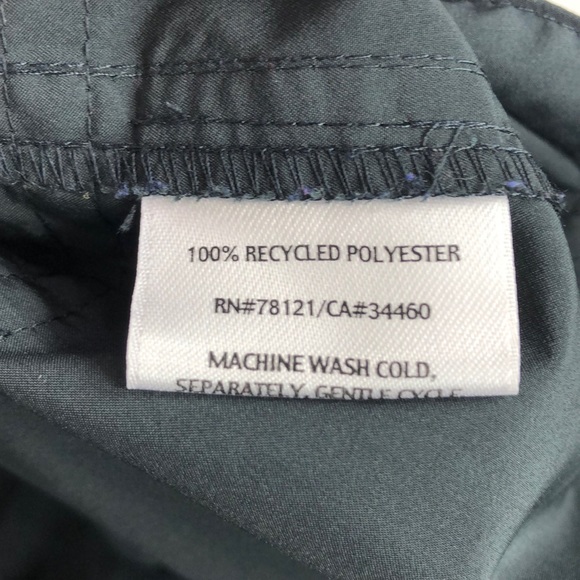 100% RECYCLED POLYESTER
RN#78121/CA#34460
MACHINE WASH COLD,
SEPARATELY, GENTLE CYCLE,